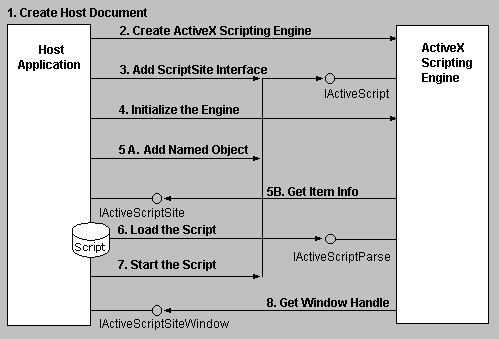 1. Create Host Document
Host
Application
2. Create ActiveX Scripting Engine
ActiveX
Scripting
Engine
3. Add ScriptSite Interface
IActiveScript
4. Initialize the Engine
5 A. Add Named Object
5B. Get Item Info
IActiveScriptSite
6. Load the Script
Script
IActiveScriptParse
7. Start the Script
8. Get Window Handle
IActiveScriptSiteWindow